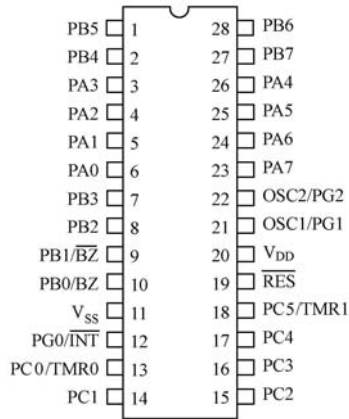 PB5 1 28 PB6
PB4 2 27 PB7
PA3 3 26 PA4
PA2 4 25 PA5
PA1 5 24 PA6
PA0 6 23 PA7
PB3 7 22 OSC2/PG2
PB2 8 21 OSC1/PG1
PB1/B̅Z̅ 9 20 VDD
PB0/BZ 10 19 R̅E̅S̅
VSS 11 18 PC5/TMR1
PG0/I̅N̅T̅ 12 17 PC4
PC0/TMR0 13 16 PC3
PC1 14 15 PC2